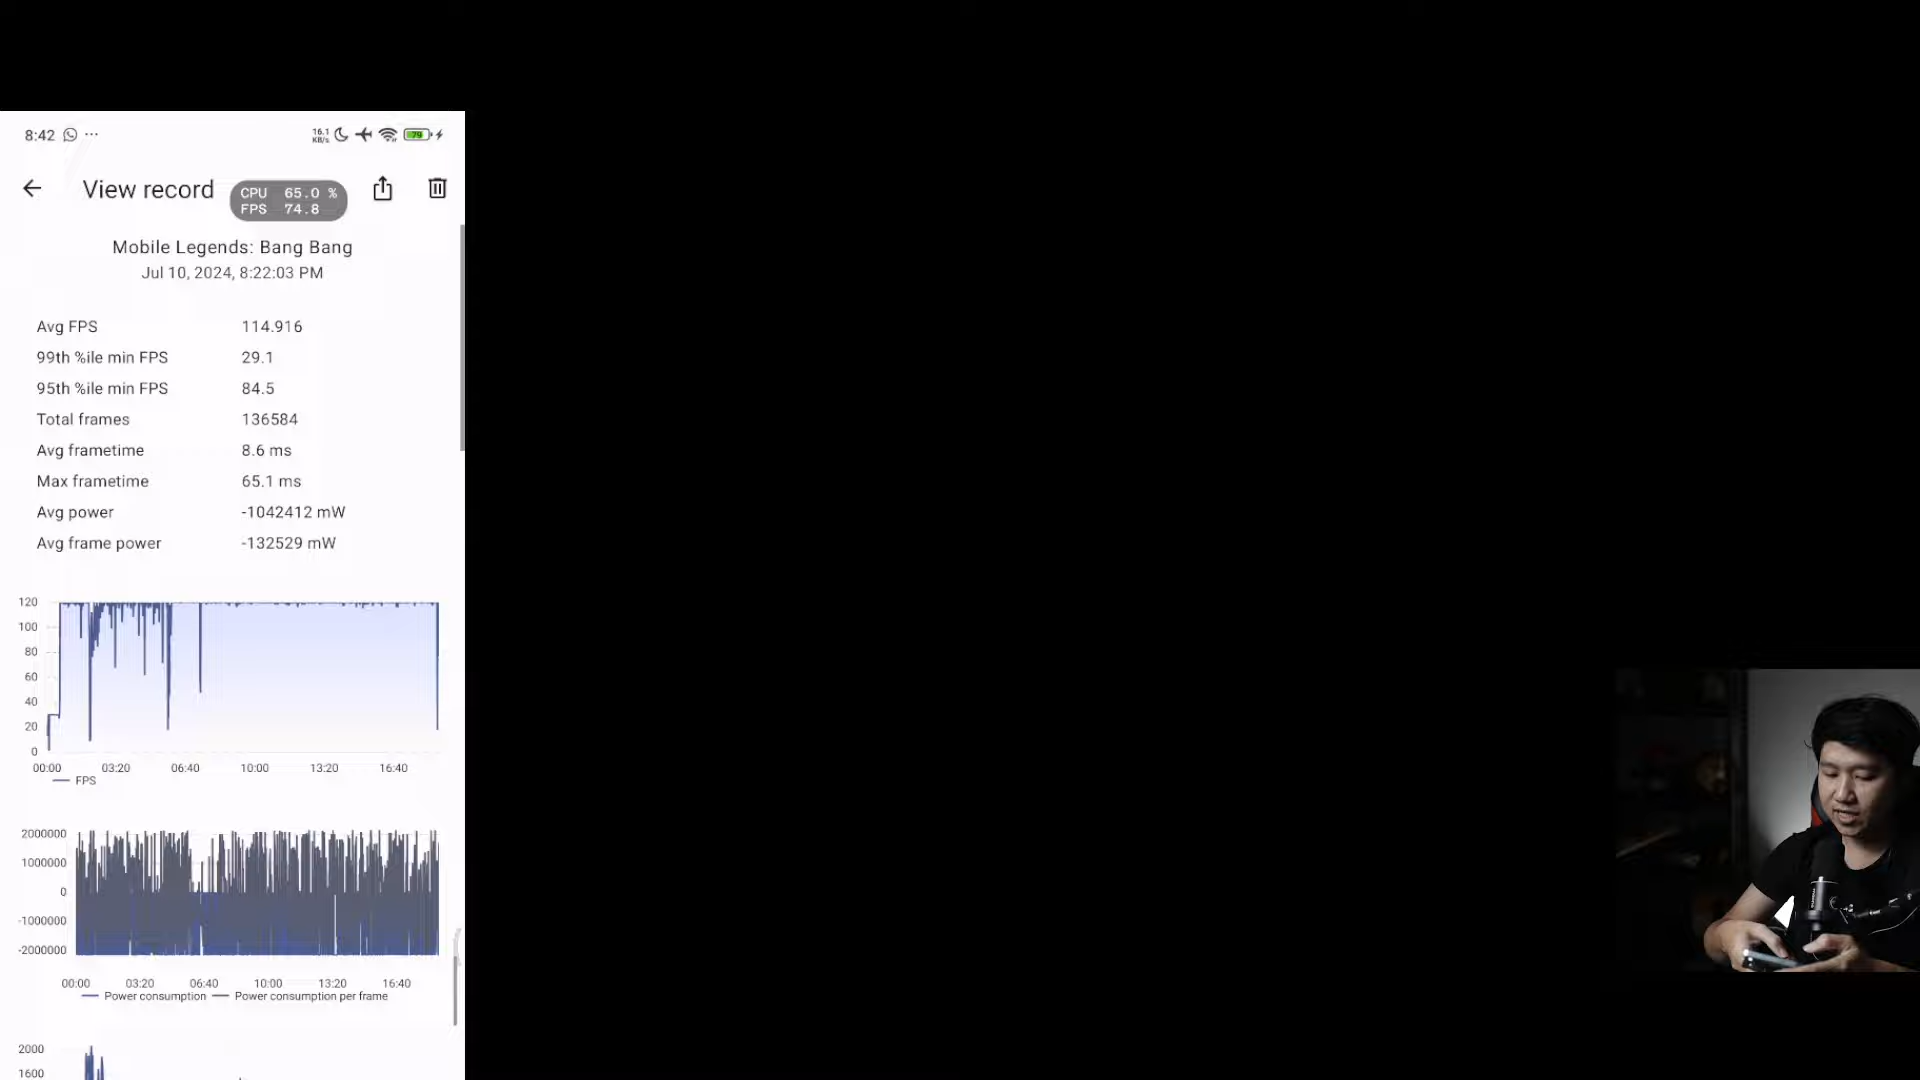 8:42 ... 16.1 KB/s 79
View record
CPU 65.0 %
FPS 74.8
Mobile Legends: Bang Bang
Jul 10, 2024, 8:22:03 PM
Avg FPS 114.916
99th %ile min FPS 29.1
95th %ile min FPS 84.5
Total frames 136584
Avg frametime 8.6 ms
Max frametime 65.1 ms
Avg power -1042412 mW
Avg frame power -132529 mW
120
100
80
60
40
20
0
00:00 03:20 06:40 10:00 13:20 16:40
FPS
2000000
1000000
0
-1000000
-2000000
00:00 03:20 06:40 10:00 13:20 16:40
Power consumption Power consumption per frame
2000
1600